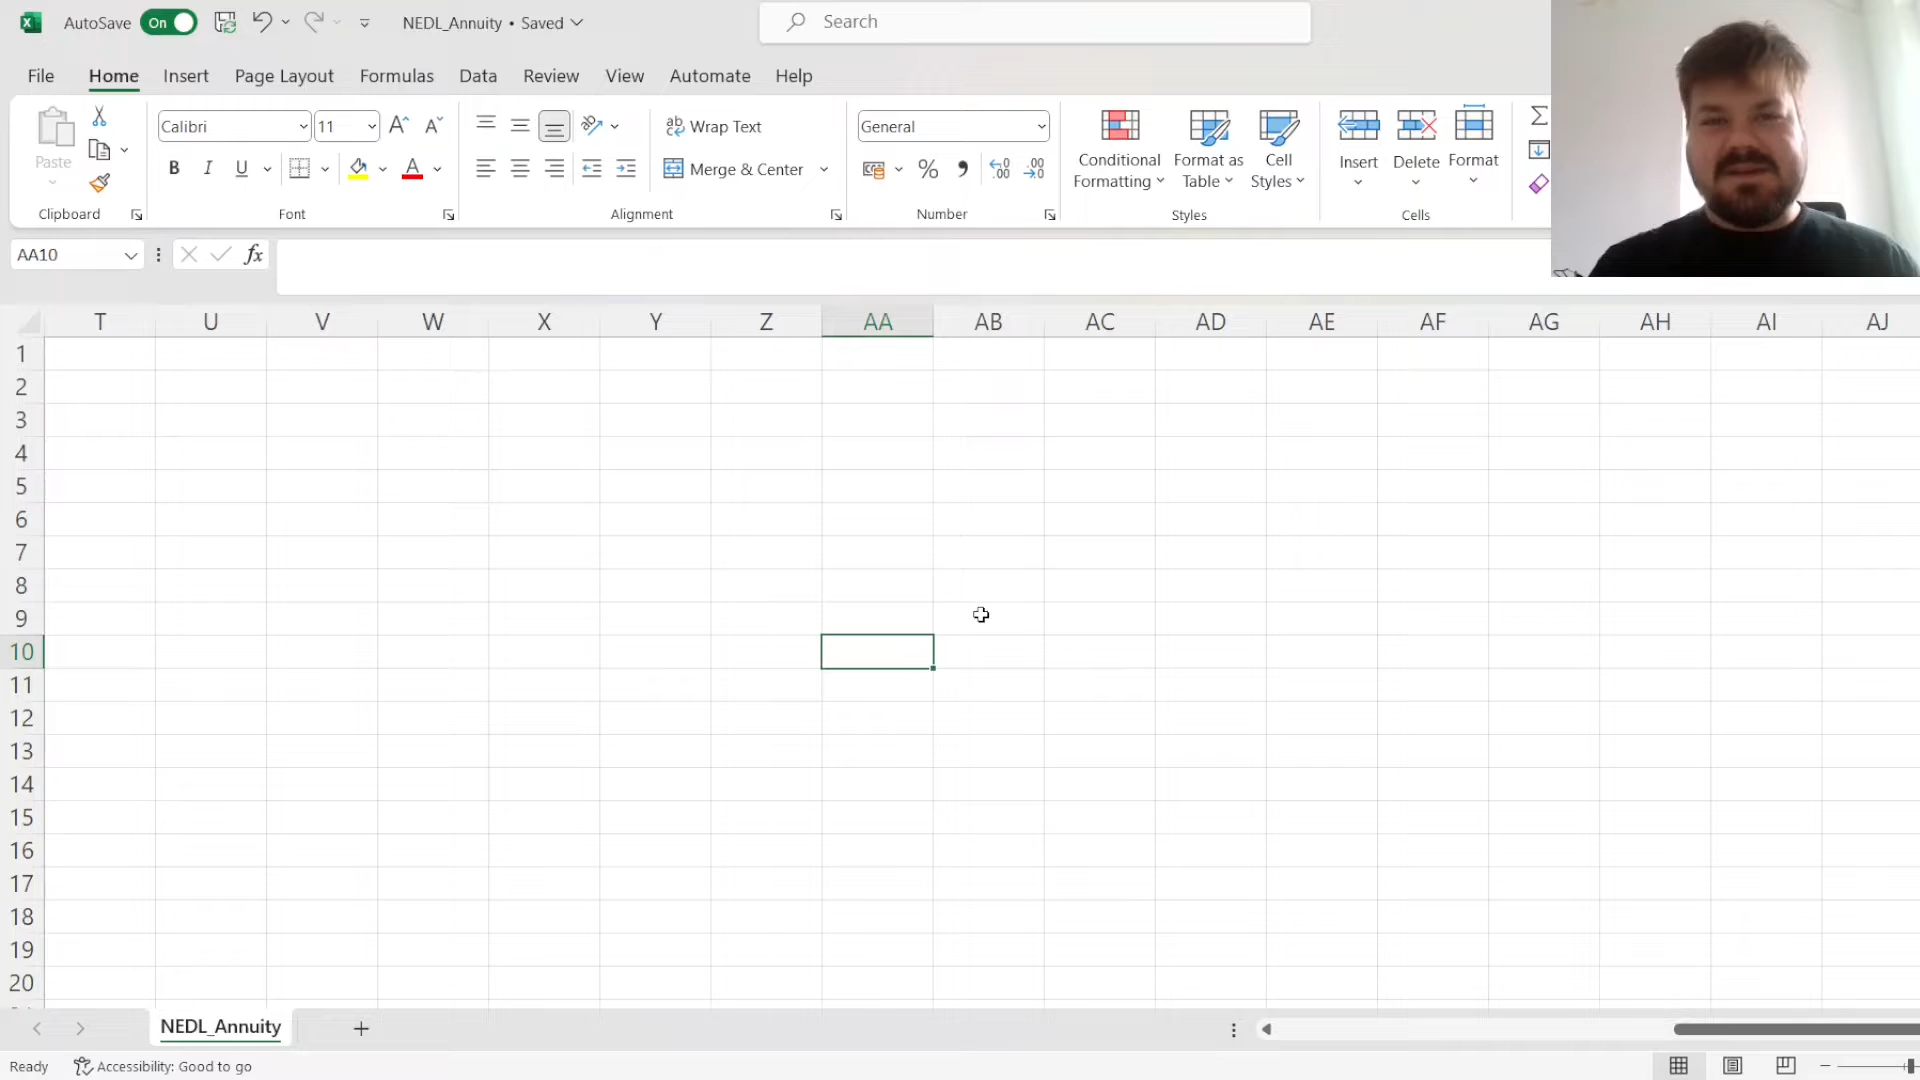 AutoSave On NEDL_Annuity • Saved Search
File Home Insert Page Layout Formulas Data Review View Automate Help
Paste Calibri 11 Wrap Text General Conditional Formatting Format as Table Cell Styles Insert Delete Format
B I U Merge & Center % ,
Clipboard Font Alignment Number Styles Cells
AA10 fx
T U V W X Y Z AA AB AC AD AE AF AG AH AI AJ
1
2
3
4
5
6
7
8
9
10
11
12
13
14
15
16
17
18
19
20
NEDL_Annuity
Ready Accessibility: Good to go